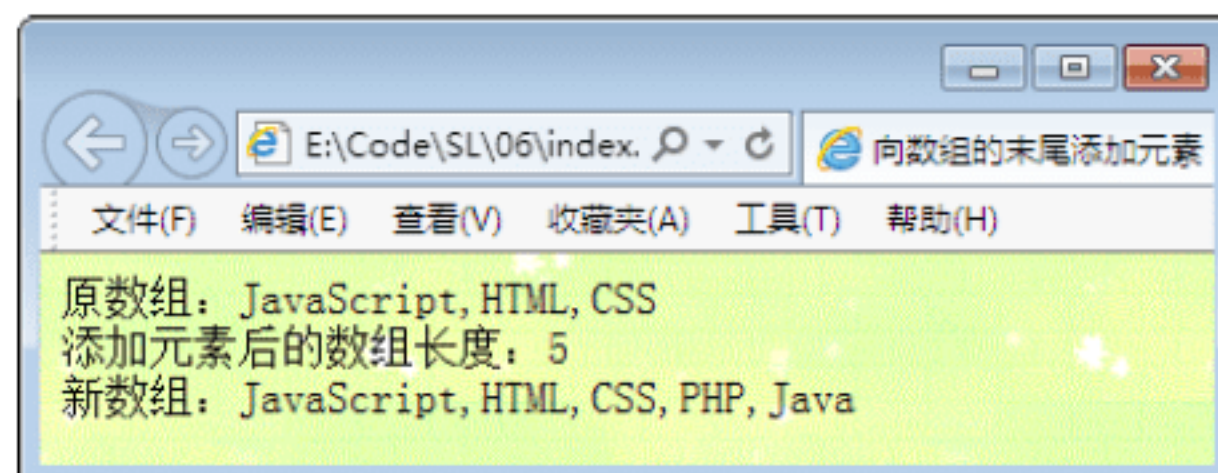 E:\Code\SL\06\index.
向数组的末尾添加元素
文件(F) 编辑(E) 查看(V) 收藏夹(A) 工具(T) 帮助(H)
原数组：JavaScript,HTML,CSS
添加元素后的数组长度：5
新数组：JavaScript,HTML,CSS,PHP,Java